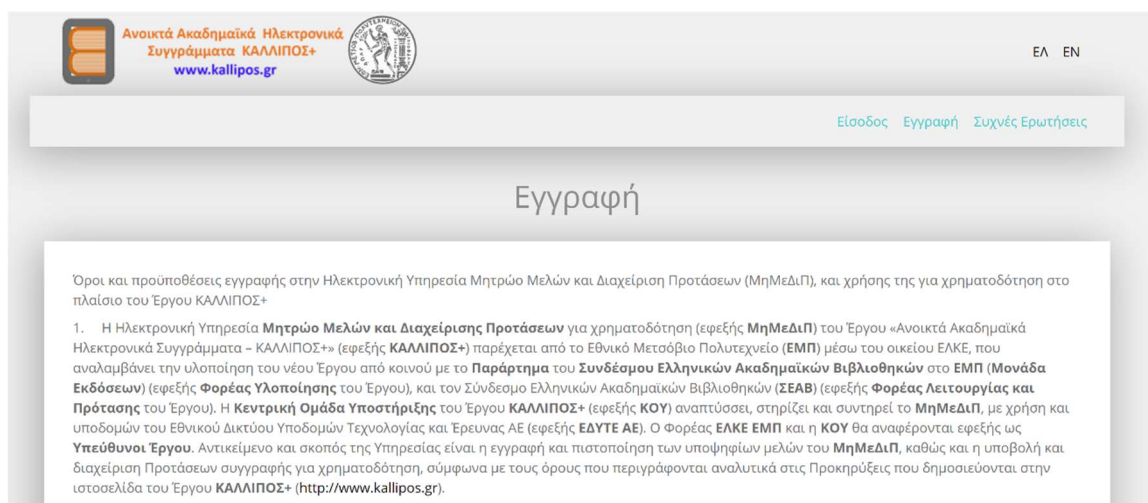 Ανοικτά Ακαδημαϊκά Ηλεκτρονικά
Συγγράμματα ΚΑΛΛΙΠΟΣ+
www.kallipos.gr
ΕΛ EN
Είσοδος Εγγραφή Συχνές Ερωτήσεις
Εγγραφή
Όροι και προϋποθέσεις εγγραφής στην Ηλεκτρονική Υπηρεσία Μητρώο Μελών και Διαχείριση Προτάσεων (ΜηΜεΔιΠ), και χρήσης της για χρηματοδότηση στο
πλαίσιο του Έργου ΚΑΛΛΙΠΟΣ+
1. Η Ηλεκτρονική Υπηρεσία Μητρώο Μελών και Διαχείρισης Προτάσεων για χρηματοδότηση (εφεξής ΜηΜεΔιΠ) του Έργου «Ανοικτά Ακαδημαϊκά
Ηλεκτρονικά Συγγράμματα – ΚΑΛΛΙΠΟΣ+» (εφεξής ΚΑΛΛΙΠΟΣ+) παρέχεται από το Εθνικό Μετσόβιο Πολυτεχνείο (ΕΜΠ) μέσω του οικείου ΕΛΚΕ, που
αναλαμβάνει την υλοποίηση του νέου Έργου από κοινού με το Παράρτημα του Συνδέσμου Ελληνικών Ακαδημαϊκών Βιβλιοθηκών στο ΕΜΠ (Μονάδα
Εκδόσεων) (εφεξής Φορέας Υλοποίησης του Έργου), και τον Σύνδεσμο Ελληνικών Ακαδημαϊκών Βιβλιοθηκών (ΣΕΑΒ) (εφεξής Φορέας Λειτουργίας και
Πρότασης του Έργου). Η Κεντρική Ομάδα Υποστήριξης του Έργου ΚΑΛΛΙΠΟΣ+ (εφεξής ΚΟΥ) αναπτύσσει, στηρίζει και συντηρεί το ΜηΜεΔιΠ, με χρήση και
υποδομών του Εθνικού Δικτύου Υποδομών Τεχνολογίας και Έρευνας ΑΕ (εφεξής ΕΔΥΤΕ ΑΕ). Ο Φορέας ΕΛΚΕ ΕΜΠ και η ΚΟΥ θα αναφέρονται εφεξής ως
Υπεύθυνοι Έργου. Αντικείμενο και σκοπός της Υπηρεσίας είναι η εγγραφή και πιστοποίηση των υποψηφίων μελών του ΜηΜεΔιΠ, καθώς και η υποβολή και
διαχείριση Προτάσεων συγγραφής για χρηματοδότηση, σύμφωνα με τους όρους που περιγράφονται αναλυτικά στις Προκηρύξεις που δημοσιεύονται στην
ιστοσελίδα του Έργου ΚΑΛΛΙΠΟΣ+ (http://www.kallipos.gr).